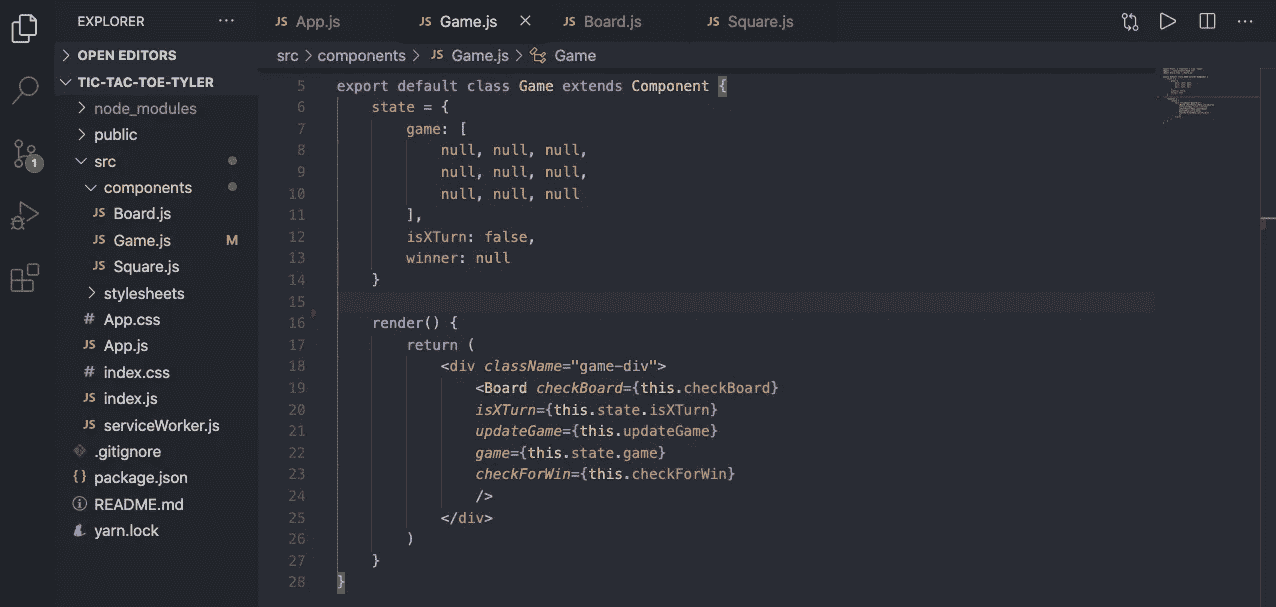 EXPLORER ...
JS App.js
JS Game.js ×
JS Board.js
JS Square.js
...
OPEN EDITORS
src > components > JS Game.js > Game
TIC-TAC-TOE-TYLER
node_modules
public
src
components
JS Board.js
JS Game.js M
JS Square.js
stylesheets
# App.css
JS App.js
# index.css
JS index.js
JS serviceWorker.js
.gitignore
{} package.json
README.md
yarn.lock
1
5 export default class Game extends Component {
6 state = {
7 game: [
8 null, null, null,
9 null, null, null,
10 null, null, null
11 ],
12 isXTurn: false,
13 winner: null
14 }
15
16 render() {
17 return (
18 <div className="game-div">
19 <Board checkBoard={this.checkBoard}
20 isXTurn={this.state.isXTurn}
21 updateGame={this.updateGame}
22 game={this.state.game}
23 checkForWin={this.checkForWin}
24 />
25 </div>
26 )
27 }
28 }